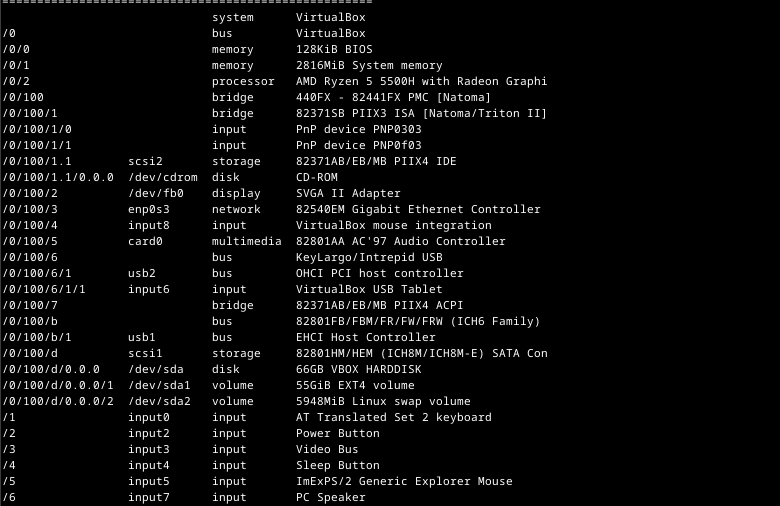 =====================================================
                              system      VirtualBox
/0                            bus         VirtualBox
/0/0                          memory      128KiB BIOS
/0/1                          memory      2816MiB System memory
/0/2                          processor   AMD Ryzen 5 5500H with Radeon Graphi
/0/100                        bridge      440FX - 82441FX PMC [Natoma]
/0/100/1                      bridge      82371SB PIIX3 ISA [Natoma/Triton II]
/0/100/1/0                    input       PnP device PNP0303
/0/100/1/1                    input       PnP device PNP0f03
/0/100/1.1        scsi2       storage     82371AB/EB/MB PIIX4 IDE
/0/100/1.1/0.0.0  /dev/cdrom  disk        CD-ROM
/0/100/2          /dev/fb0    display     SVGA II Adapter
/0/100/3          enp0s3      network     82540EM Gigabit Ethernet Controller
/0/100/4          input8      input       VirtualBox mouse integration
/0/100/5          card0       multimedia  82801AA AC'97 Audio Controller
/0/100/6                      bus         KeyLargo/Intrepid USB
/0/100/6/1        usb2        bus         OHCI PCI host controller
/0/100/6/1/1      input6      input       VirtualBox USB Tablet
/0/100/7                      bridge      82371AB/EB/MB PIIX4 ACPI
/0/100/b                      bus         82801FB/FBM/FR/FW/FRW (ICH6 Family)
/0/100/b/1        usb1        bus         EHCI Host Controller
/0/100/d          scsi1       storage     82801HM/HEM (ICH8M/ICH8M-E) SATA Con
/0/100/d/0.0.0    /dev/sda    disk        66GB VBOX HARDDISK
/0/100/d/0.0.0/1  /dev/sda1   volume      55GiB EXT4 volume
/0/100/d/0.0.0/2  /dev/sda2   volume      5948MiB Linux swap volume
/1                input0      input       AT Translated Set 2 keyboard
/2                input2      input       Power Button
/3                input3      input       Video Bus
/4                input4      input       Sleep Button
/5                input5      input       ImExPS/2 Generic Explorer Mouse
/6                input7      input       PC Speaker